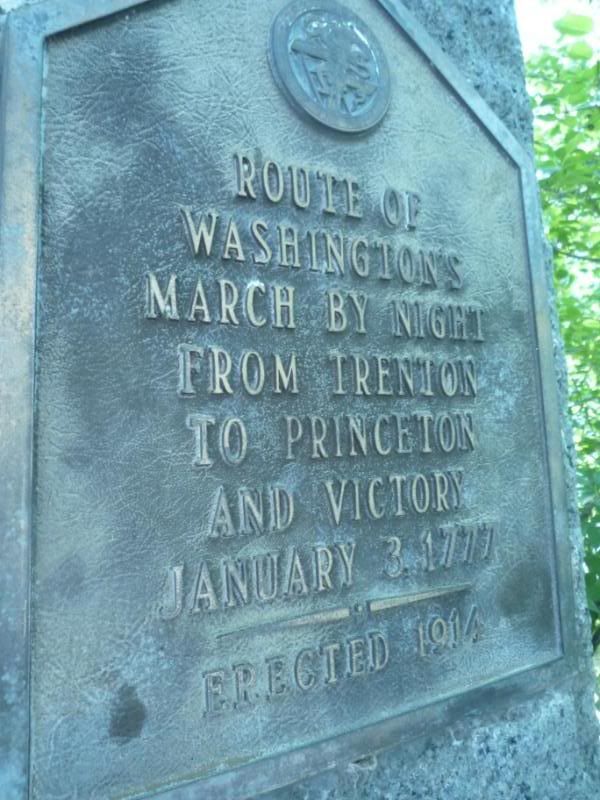 ROUTE OF
WASHINGTON'S
MARCH BY NIGHT
FROM TRENTON
TO PRINCETON
AND VICTORY
JANUARY 3, 1777
ERECTED 1914